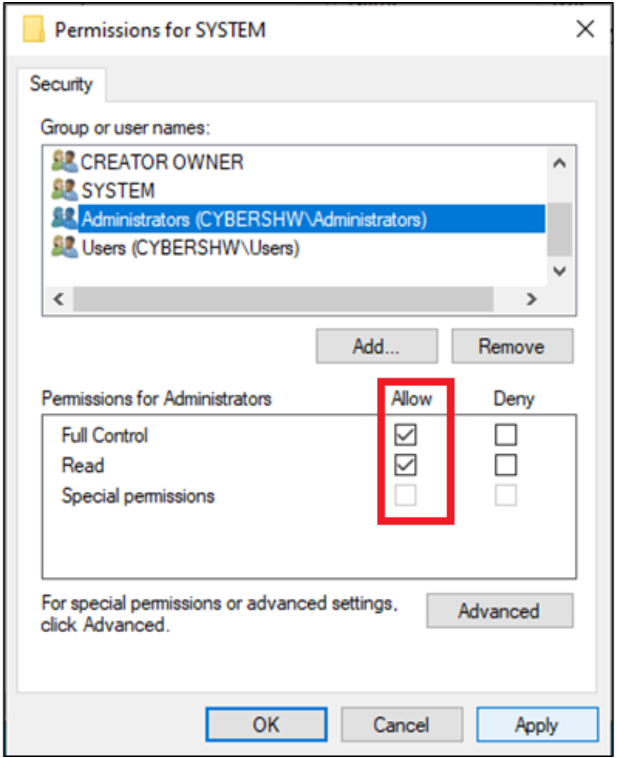 Permissions for SYSTEM
Security
Group or user names:
CREATOR OWNER
SYSTEM
Administrators (CYBERSHW\Administrators)
Users (CYBERSHW\Users)
Add... Remove
Permissions for Administrators Allow Deny
Full Control
Read
Special permissions
For special permissions or advanced settings, Advanced
click Advanced.
OK Cancel Apply